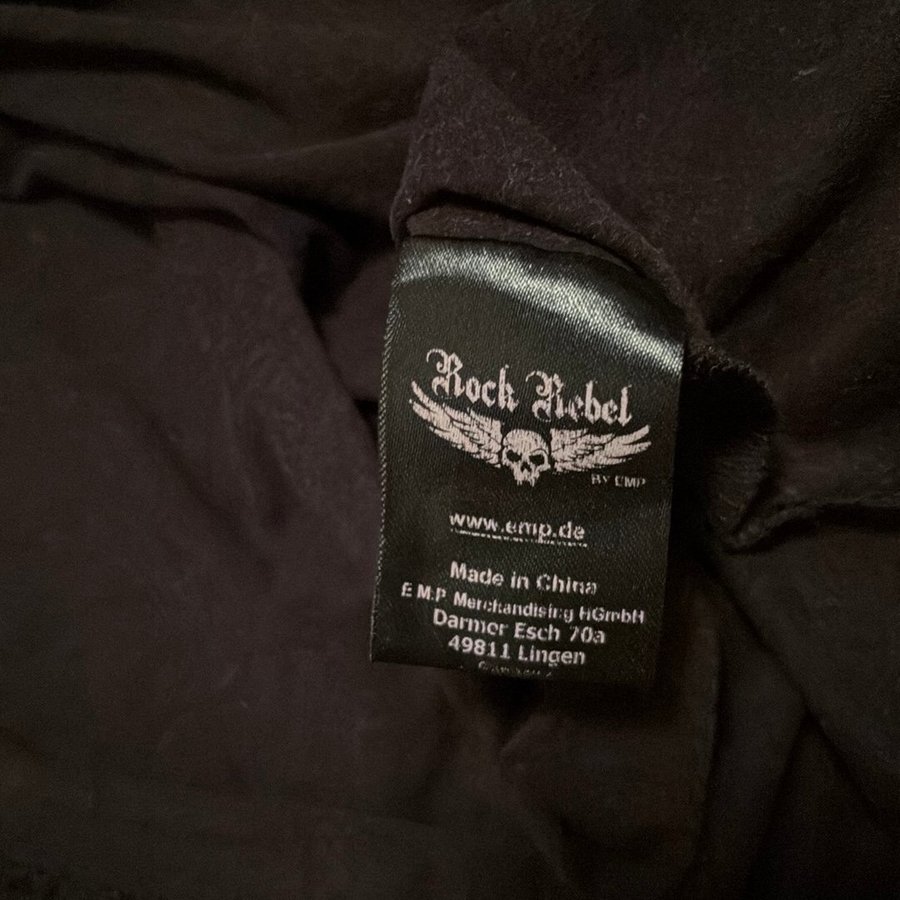 Rock Rebel
BY EMP
www.emp.de
Made in China
E.M.P. Merchandising HGmbH
Darmer Esch 70a
49811 Lingen